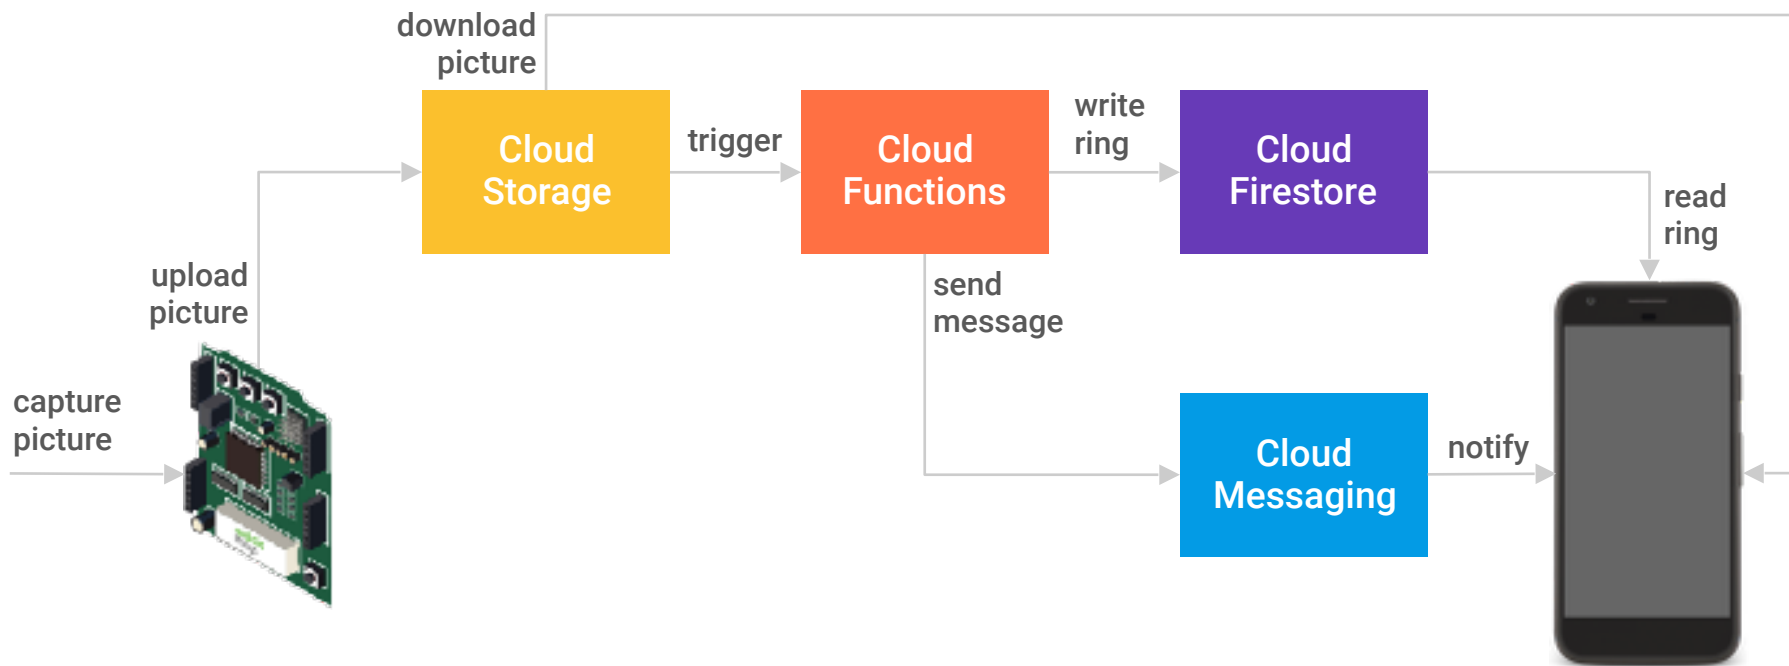 download
picture
Cloud
Storage
trigger
Cloud
Functions
write
ring
Cloud
Firestore
read
ring
upload
picture
send
message
capture
picture
Cloud
Messaging
notify